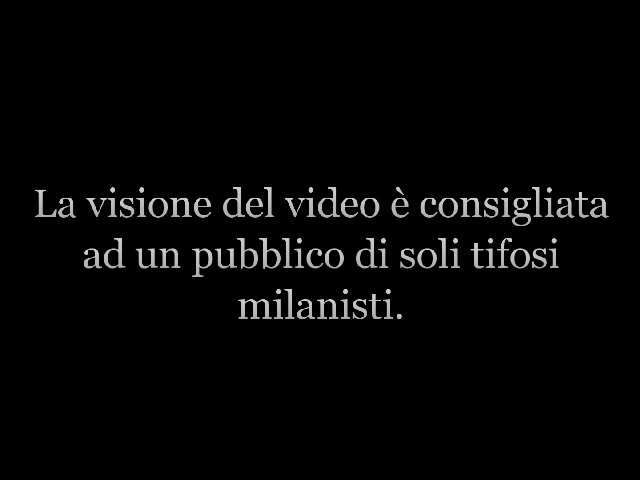 La visione del video è consigliata
ad un pubblico di soli tifosi
milanisti.